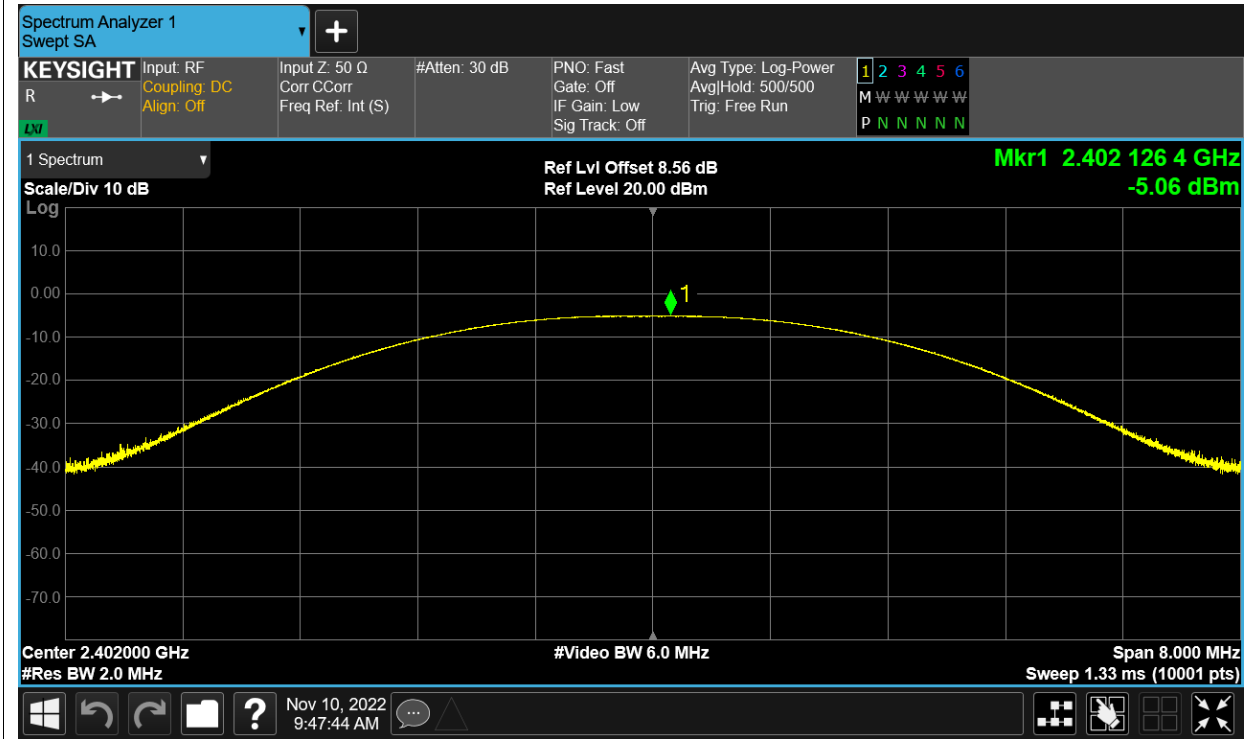 Spectrum Analyzer 1
Swept SA
KEYSIGHT
R
LXI
Input: RF
Coupling: DC
Align: Off
Input Z: 50 Ω
Corr CCorr
Freq Ref: Int (S)
#Atten: 30 dB
PNO: Fast
Gate: Off
IF Gain: Low
Sig Track: Off
Avg Type: Log-Power
Avg|Hold: 500/500
Trig: Free Run
1 2 3 4 5 6
M W W W W W
P N N N N N
1 Spectrum
Scale/Div 10 dB
Log
Ref Lvl Offset 8.56 dB
Ref Level 20.00 dBm
Mkr1 2.402 126 4 GHz
-5.06 dBm
10.0
0.00
1
-10.0
-20.0
-30.0
-40.0
-50.0
-60.0
-70.0
Center 2.402000 GHz
#Res BW 2.0 MHz
#Video BW 6.0 MHz
Span 8.000 MHz
Sweep 1.33 ms (10001 pts)
?
Nov 10, 2022
9:47:44 AM